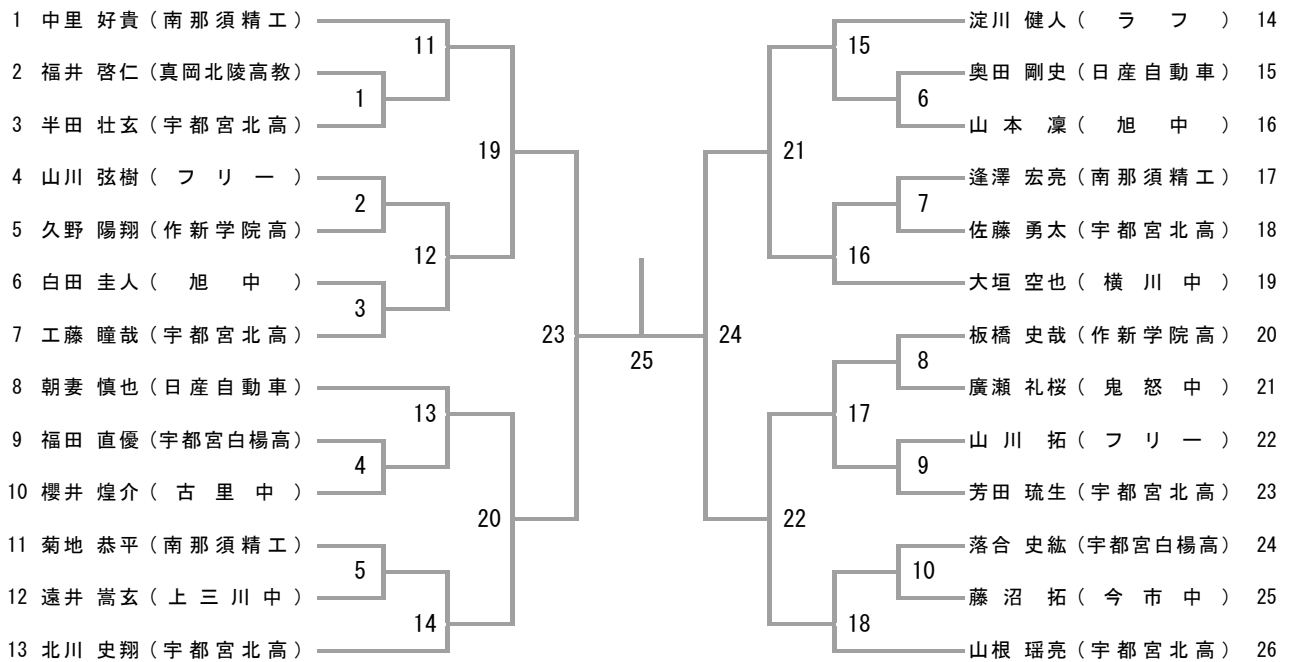 1 中里 好貴(南那須精工)
2 福井 啓仁(真岡北陵高教)
3 半田 壮玄(宇都宮北高)
4 山川 弦樹(フリー)
5 久野 陽翔(作新学院高)
6 白田 圭人(旭中)
7 工藤 瞳哉(宇都宮北高)
8 朝妻 慎也(日産自動車)
9 福田 直優(宇都宮白楊高)
10 櫻井 煌介(古里中)
11 菊地 恭平(南那須精工)
12 遠井 嵩玄(上三川中)
13 北川 史翔(宇都宮北高)
1
2
3
4
5
11
12
13
14
19
20
23
25
24
21
22
15
16
17
18
6
7
8
9
10
淀川 健人(ラフ) 14
奥田 剛史(日産自動車) 15
山本 凜(旭中) 16
逢澤 宏亮(南那須精工) 17
佐藤 勇太(宇都宮北高) 18
大垣 空也(横川中) 19
板橋 史哉(作新学院高) 20
廣瀬 礼桜(鬼怒中) 21
山川 拓(フリー) 22
芳田 琉生(宇都宮北高) 23
落合 史紘(宇都宮白楊高) 24
藤沼 拓(今市中) 25
山根 瑶亮(宇都宮北高) 26